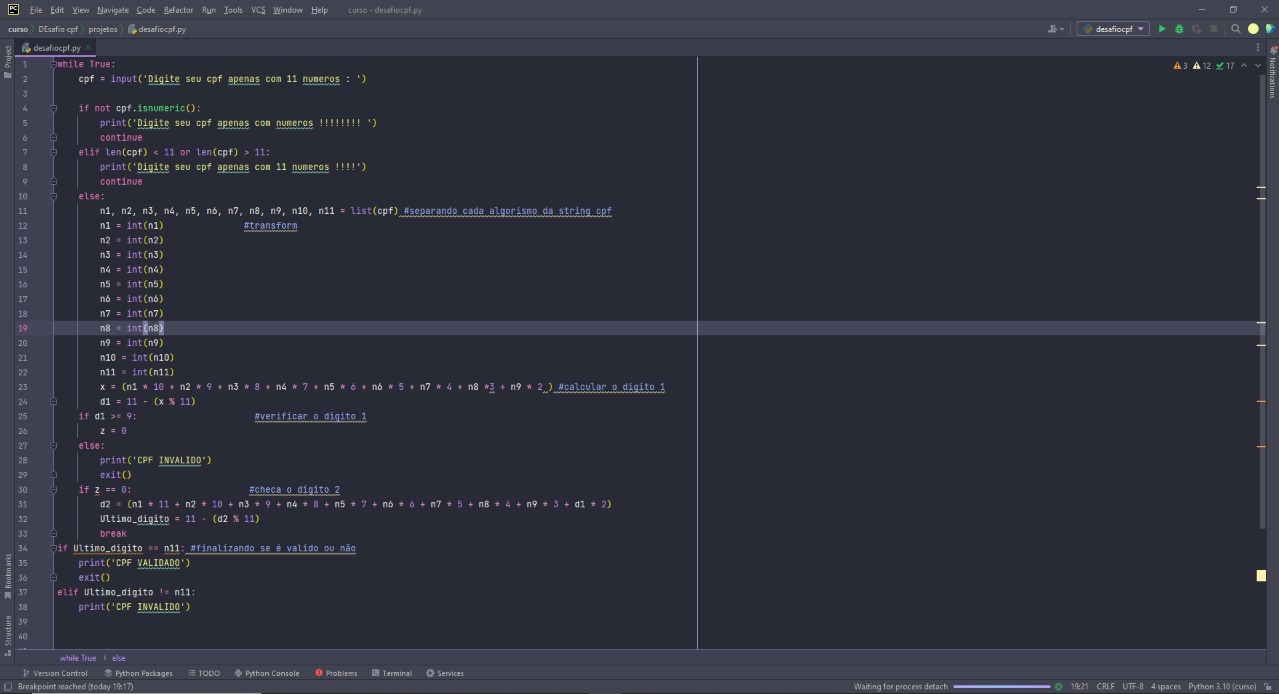 PC File Edit View Navigate Code Refactor Run Tools VCS Window Help curso - desafiocpf.py
curso DEsafio cpf projetos desafiocpf.py desafiocpf
Project desafiocpf.py Notifications
3 12 17
1 while True:
2 cpf = input('Digite seu cpf apenas com 11 numeros : ')
3
4 if not cpf.isnumeric():
5 print('Digite seu cpf apenas com numeros !!!!!!!! ')
6 continue
7 elif len(cpf) < 11 or len(cpf) > 11:
8 print('Digite seu cpf apenas com 11 numeros !!!!')
9 continue
10 else:
11 n1, n2, n3, n4, n5, n6, n7, n8, n9, n10, n11 = list(cpf) #separando cada algorismo da string cpf
12 n1 = int(n1) #transform
13 n2 = int(n2)
14 n3 = int(n3)
15 n4 = int(n4)
16 n5 = int(n5)
17 n6 = int(n6)
18 n7 = int(n7)
19 n8 = int(n8)
20 n9 = int(n9)
21 n10 = int(n10)
22 n11 = int(n11)
23 x = (n1 * 10 + n2 * 9 + n3 * 8 + n4 * 7 + n5 * 6 + n6 * 5 + n7 * 4 + n8 *3 + n9 * 2 ) #calcular o digito 1
24 d1 = 11 - (x % 11)
25 if d1 >= 9: #verificar o digito 1
26 z = 0
27 else:
28 print('CPF INVALIDO')
29 exit()
30 if z == 0: #checa o digito 2
31 d2 = (n1 * 11 + n2 * 10 + n3 * 9 + n4 * 8 + n5 * 7 + n6 * 6 + n7 * 5 + n8 * 4 + n9 * 3 + d1 * 2)
32 Ultimo_digito = 11 - (d2 % 11)
33 break
34 if Ultimo_digito == n11: #finalizando se é valido ou não
35 print('CPF VALIDADO')
36 exit()
37 elif Ultimo_digito != n11:
38 print('CPF INVALIDO')
39
40
Bookmarks
Structure
while True else
Version Control Python Packages TODO Python Console Problems Terminal Services
Breakpoint reached (today 19:17) Waiting for process detach 19:21 CRLF UTF-8 4 spaces Python 3.10 (curso)